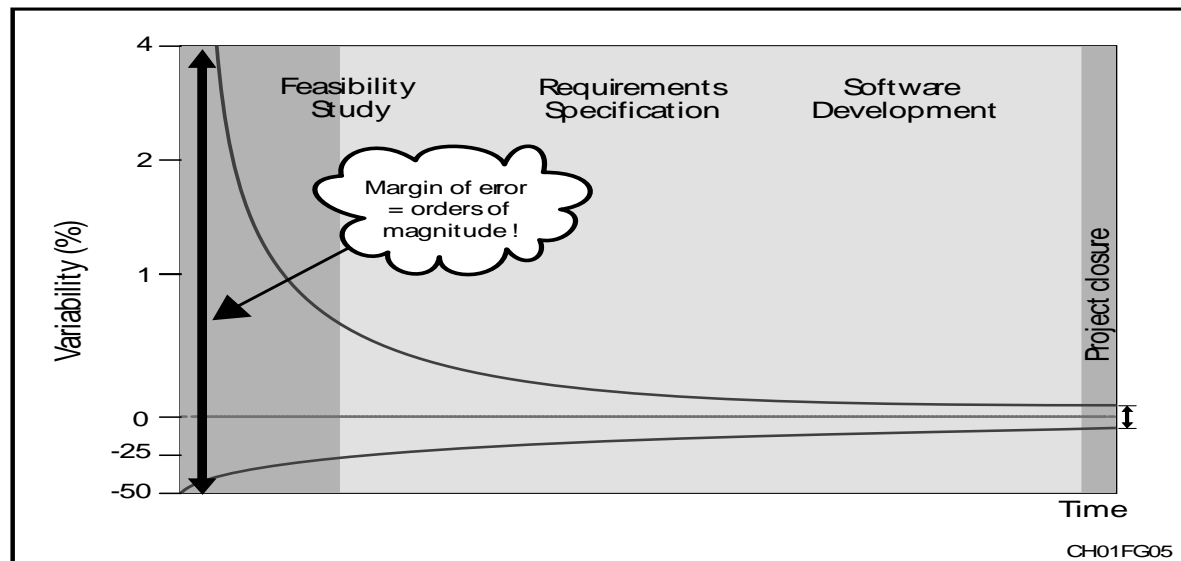 4
Feasibility
Study
Requirements
Specification
Software
Development
2
Margin of error
= orders of
magnitude !
1
Variability (%)
Project closure
0
-25
-50
Time
CH01FG05